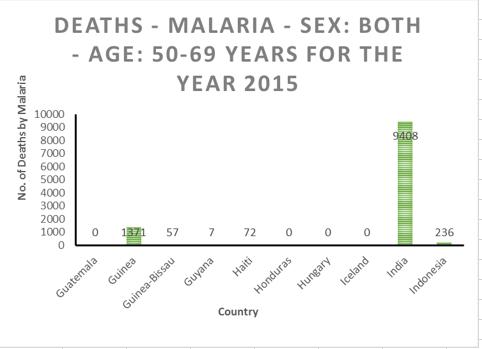 DEATHS - MALARIA - SEX: BOTH
- AGE: 50-69 YEARS FOR THE
YEAR 2015
No. of Deaths by Malaria
10000
9000
8000
7000
6000
5000
4000
3000
2000
1000
0
0
1371
57
7
72
0
0
0
9408
236
Guatemala
Guinea
Guinea-Bissau
Guyana
Haiti
Honduras
Hungary
Iceland
India
Indonesia
Country